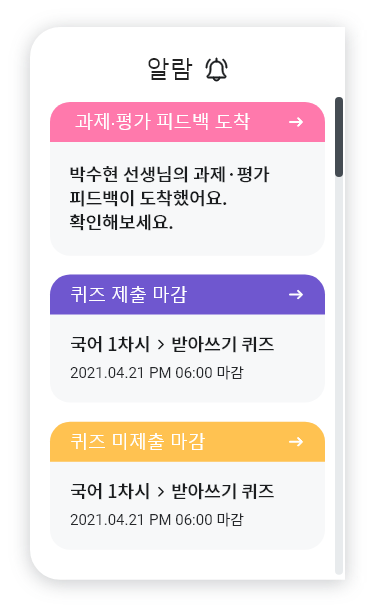 알람
과제·평가 피드백 도착
박수현 선생님의 과제·평가
피드백이 도착했어요.
확인해보세요.
퀴즈 제출 마감
국어 1차시 > 받아쓰기 퀴즈
2021.04.21 PM 06:00 마감
퀴즈 미제출 마감
국어 1차시 > 받아쓰기 퀴즈
2021.04.21 PM 06:00 마감